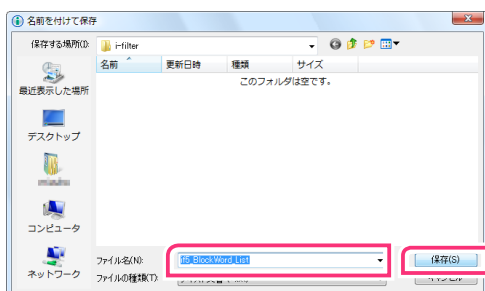 名前を付けて保存
保存する場所(I):
i-filter
名前
更新日時
種類
サイズ
このフォルダは空です。
最近表示した場所
デスクトップ
コンピュータ
ネットワーク
ファイル名(N):
if5_BlockWord_List
保存(S)
ファイルの種類(T):